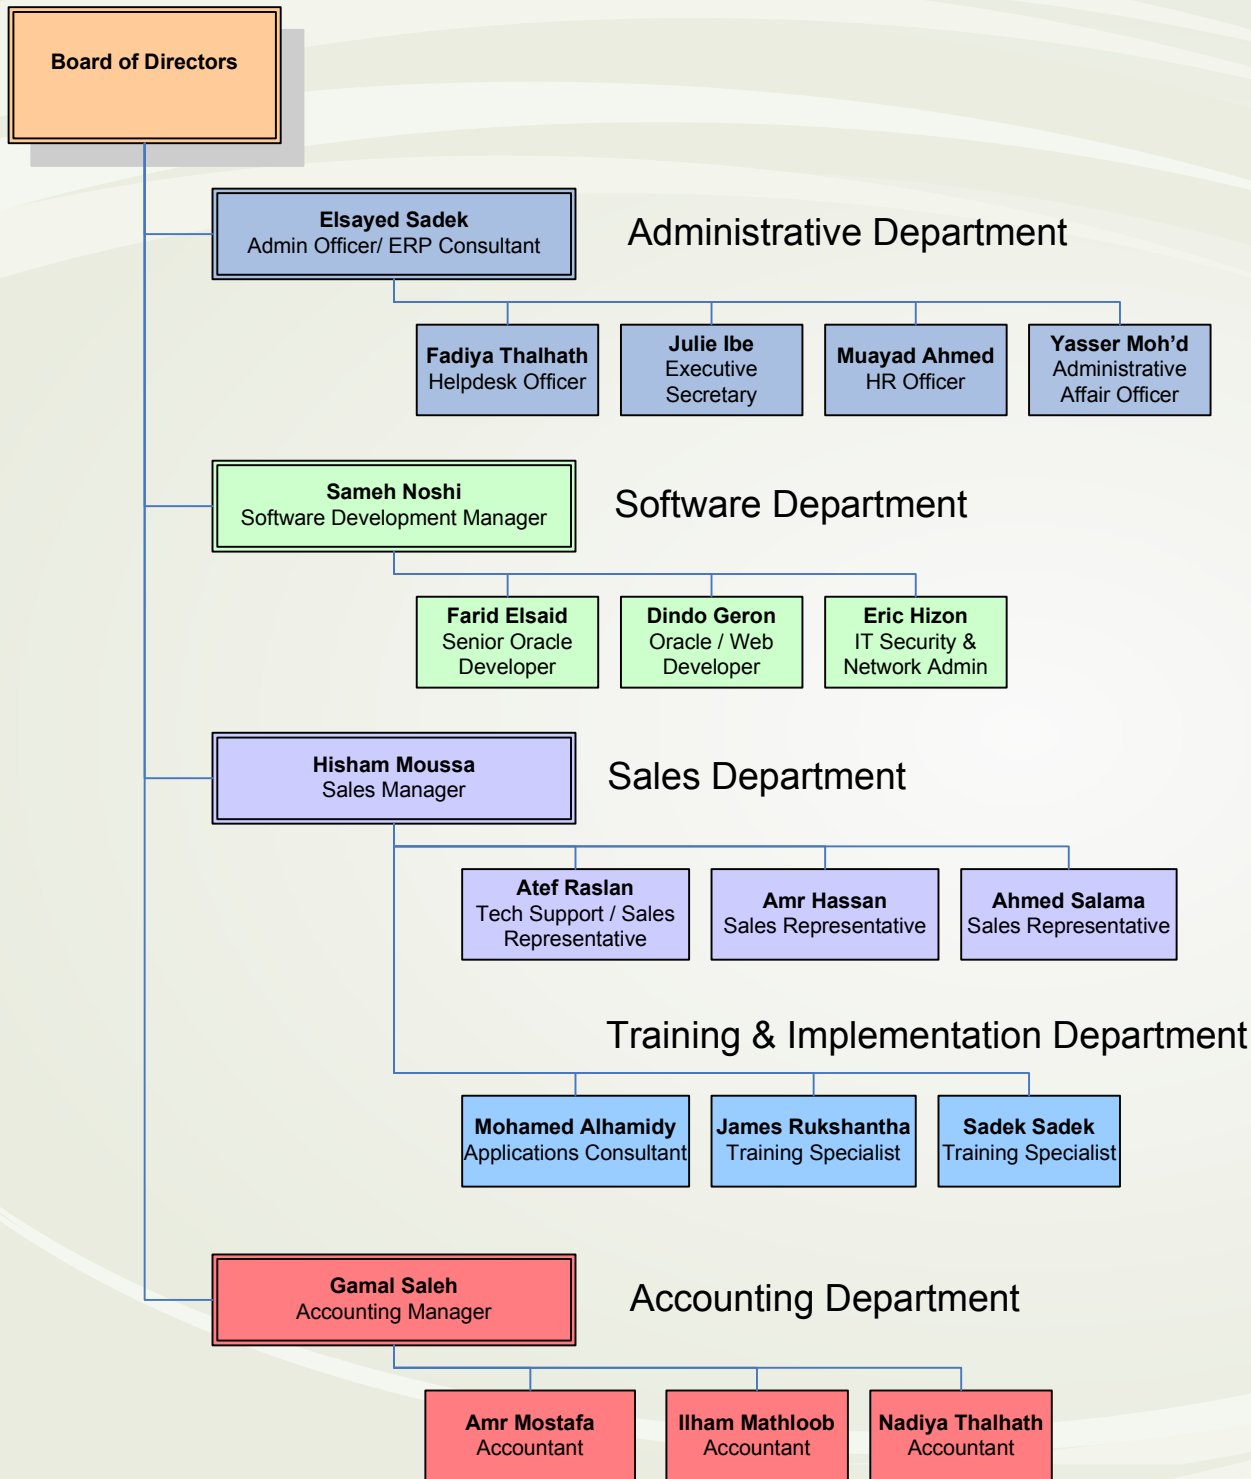 Board of Directors
Elsayed Sadek
Admin Officer/ ERP Consultant
Administrative Department
Fadiya Thalhath
Helpdesk Officer
Julie Ibe
Executive
Secretary
Muayad Ahmed
HR Officer
Yasser Moh’d
Administrative
Affair Officer
Sameh Noshi
Software Development Manager
Software Department
Farid Elsaid
Senior Oracle
Developer
Dindo Geron
Oracle / Web
Developer
Eric Hizon
IT Security &
Network Admin
Hisham Moussa
Sales Manager
Sales Department
Atef Raslan
Tech Support / Sales
Representative
Amr Hassan
Sales Representative
Ahmed Salama
Sales Representative
Training & Implementation Department
Mohamed Alhamidy
Applications Consultant
James Rukshantha
Training Specialist
Sadek Sadek
Training Specialist
Gamal Saleh
Accounting Manager
Accounting Department
Amr Mostafa
Accountant
Ilham Mathloob
Accountant
Nadiya Thalhath
Accountant